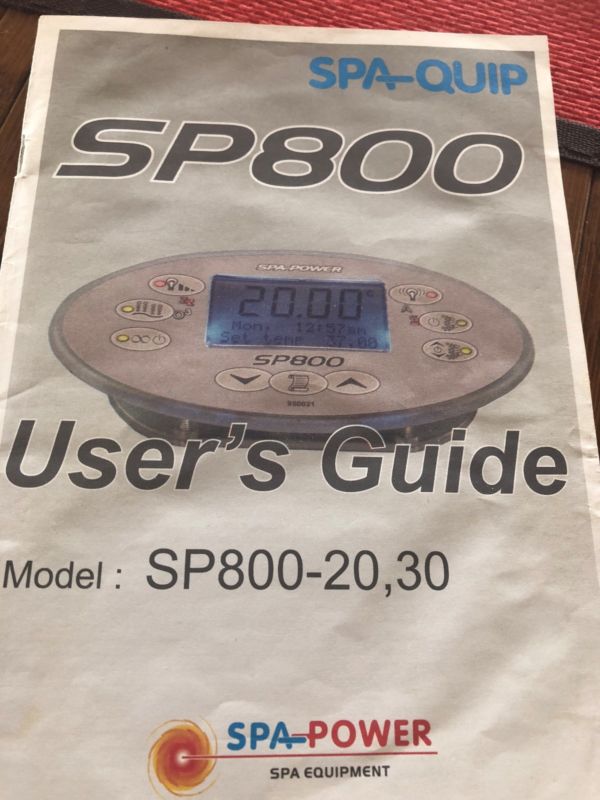 SPA-QUIP
SP800
SPA-POWER
20.00°
Mon. 12:57am
Set temp 37.00
SP800
User's Guide
Model : SP800-20,30
SPA-POWER
SPA EQUIPMENT